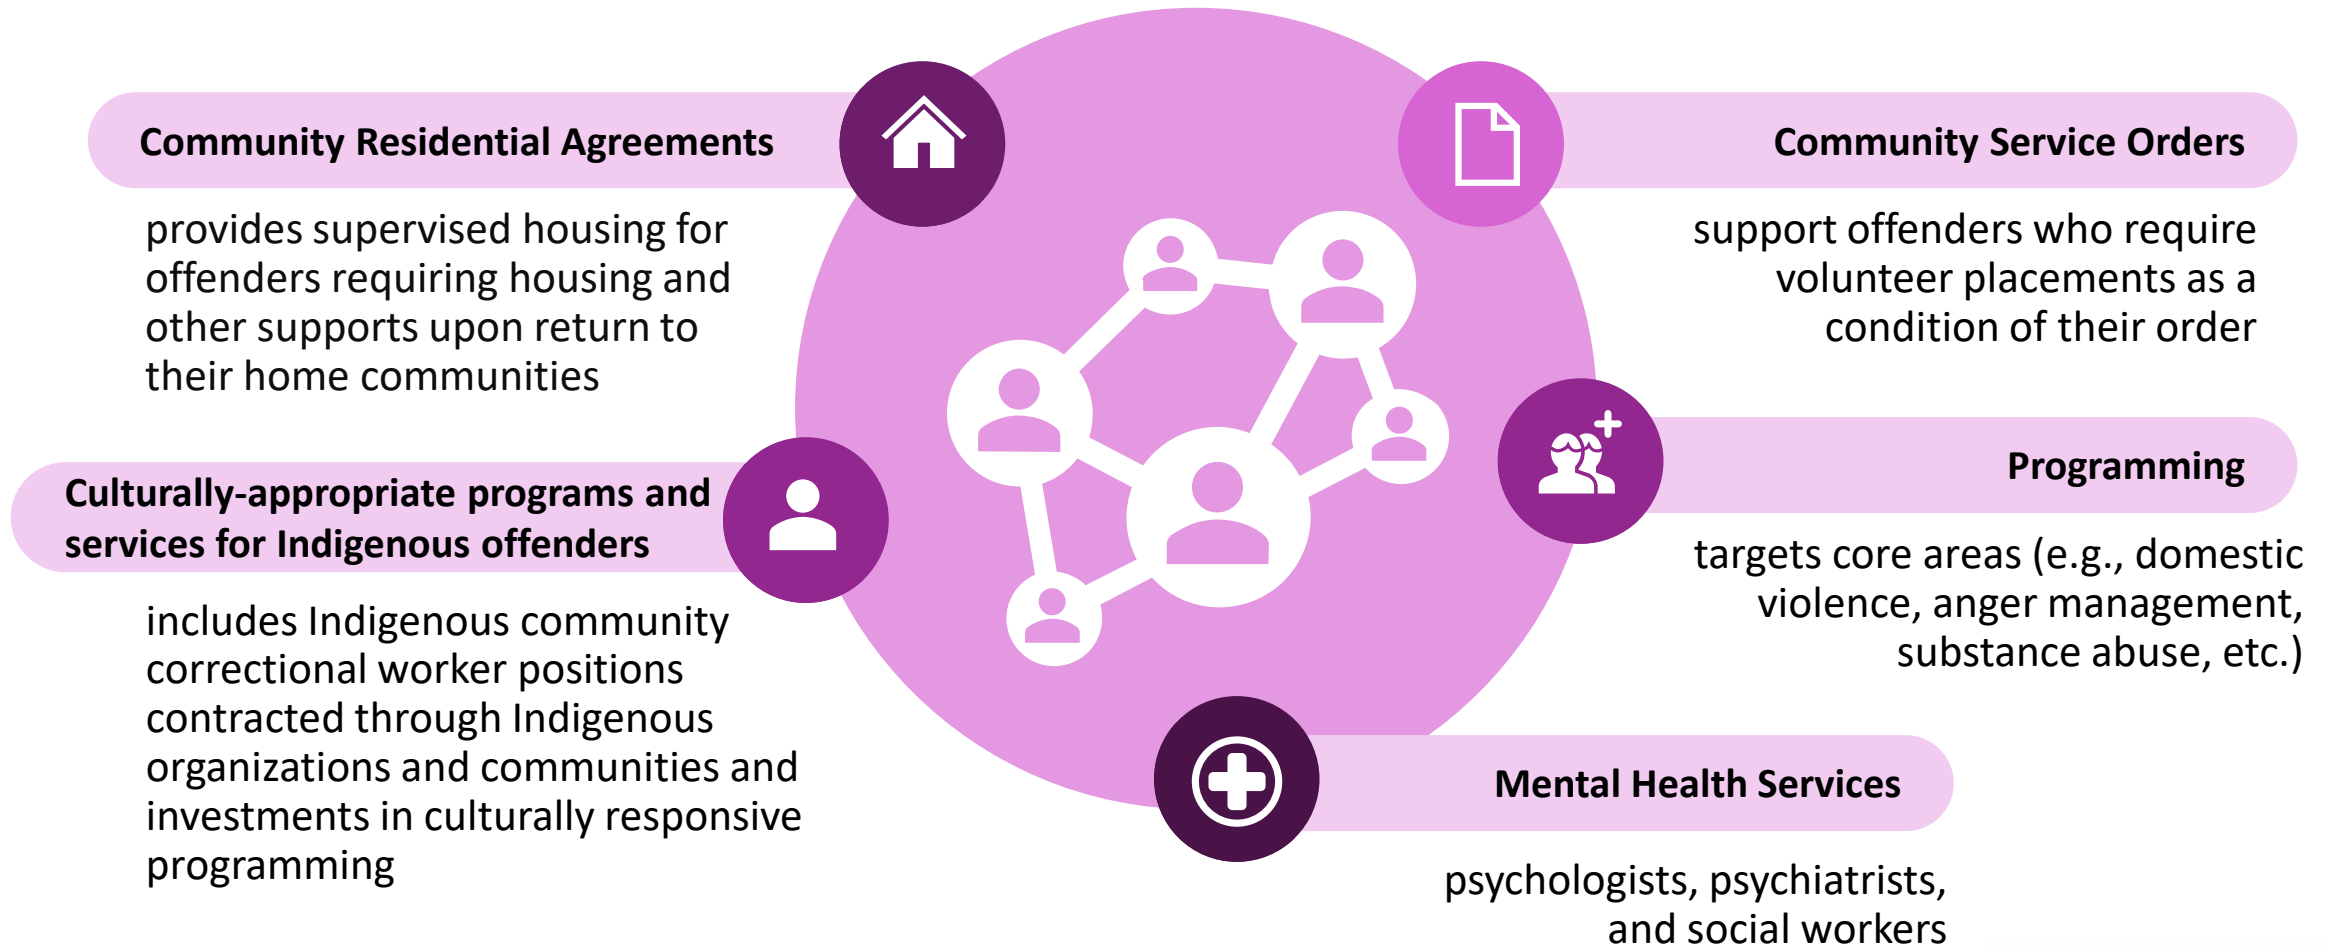 Community Residential Agreements
provides supervised housing for
offenders requiring housing and
other supports upon return to
their home communities
Culturally-appropriate programs and
services for Indigenous offenders
includes Indigenous community
correctional worker positions
contracted through Indigenous
organizations and communities and
investments in culturally responsive
programming
Community Service Orders
support offenders who require
volunteer placements as a
condition of their order
Programming
targets core areas (e.g., domestic
violence, anger management,
substance abuse, etc.)
Mental Health Services
psychologists, psychiatrists,
and social workers